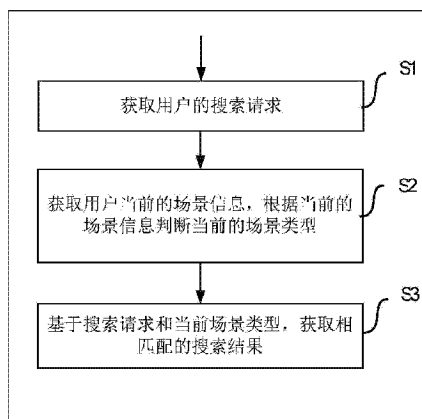 S1
获取用户的搜索请求
S2
获取用户当前的场景信息，根据当前的
场景信息判断当前的场景类型
S3
基于搜索请求和当前场景类型，获取相
匹配的搜索结果